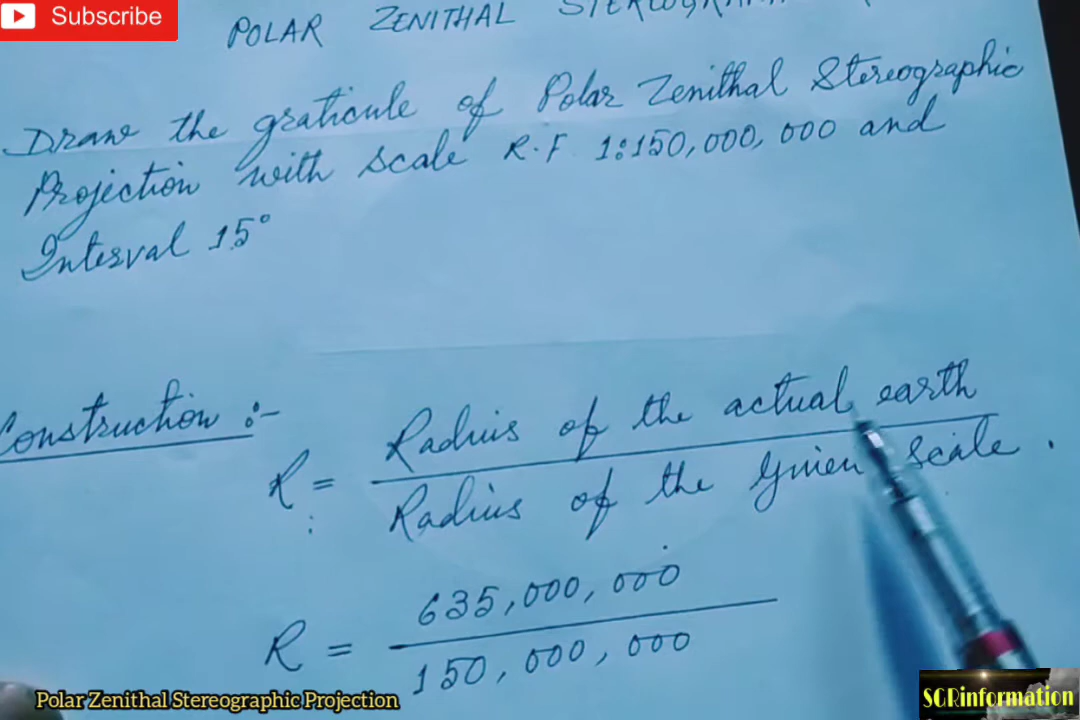 Subscribe
POLAR ZENITHAL
Draw the graticule of Polar Zenithal Stereographic
Projection with scale R.F 1:150,000,000 and
Interval 15°
Construction :-
R = Radius of the actual earth
Radius of the given scale.
R = 635,000,000
150,000,000
Polar Zenithal Stereographic Projection
SCRinformation